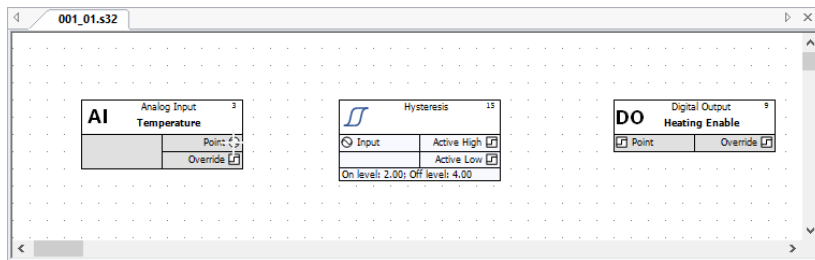 001_01.s32
AI
Analog Input 3
Temperature
Point
Override
Hysteresis 15
Input Active High
Active Low
On level: 2.00; Off level: 4.00
DO
Digital Output 9
Heating Enable
Point Override